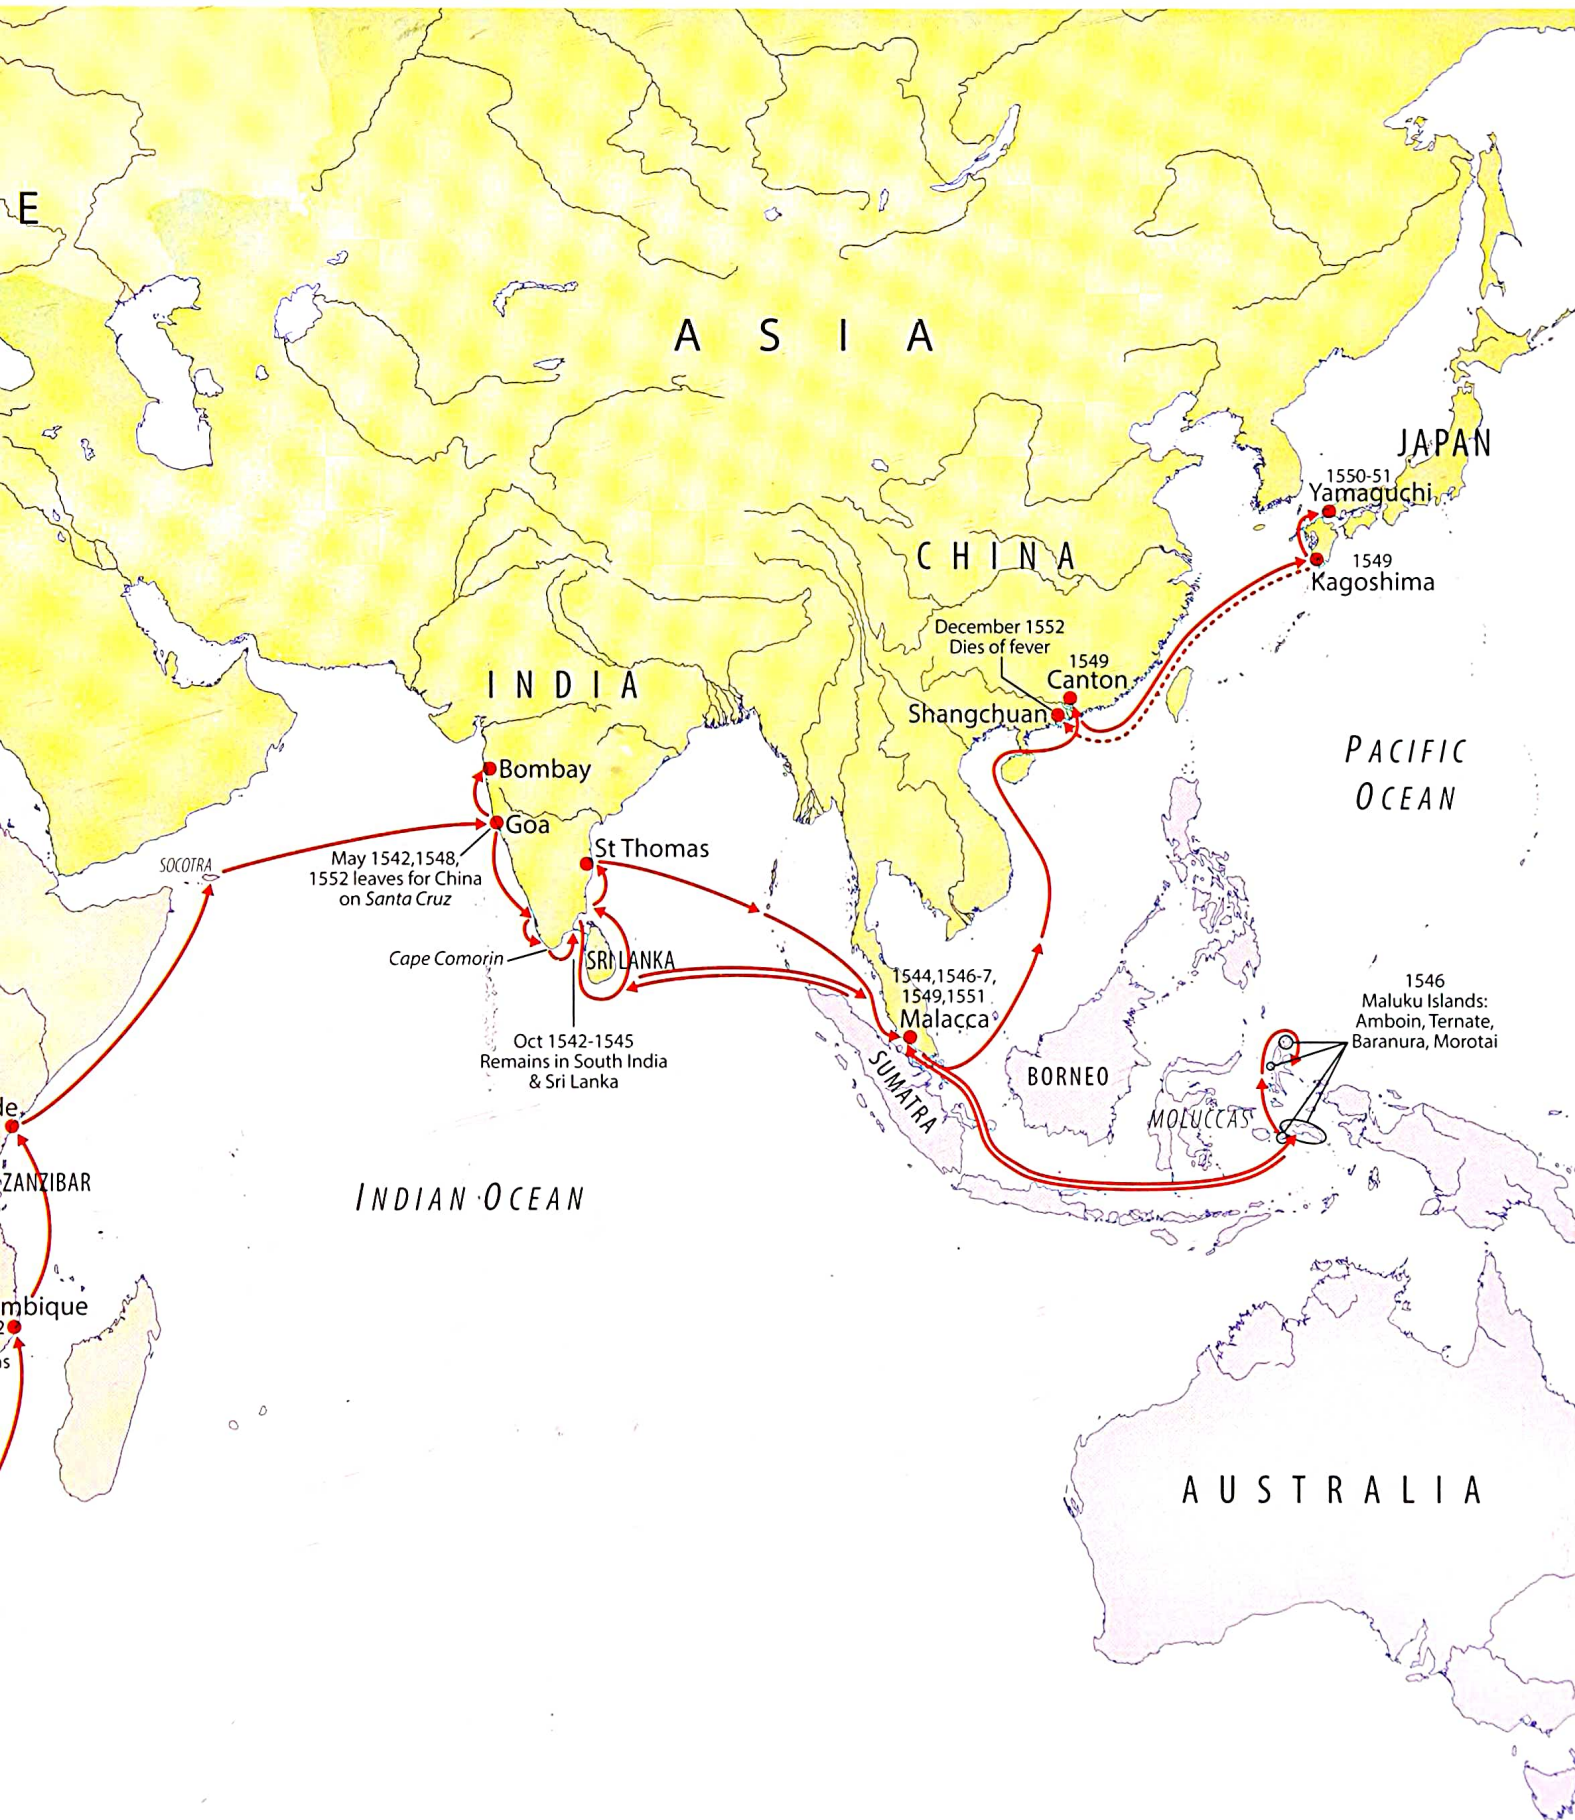 E
ASIA
JAPAN
1550-51
Yamaguchi
CHINA
1549
Kagoshima
December 1552
Dies of fever
1549
Canton
Shangchuan
INDIA
PACIFIC
OCEAN
Bombay
Goa
St Thomas
SOCOTRA
May 1542,1548,
1552 leaves for China
on Santa Cruz
Cape Comorin
SRI LANKA
1544,1546-7,
1549,1551
Malacca
1546
Maluku Islands:
Amboin, Ternate,
Baranura, Morotai
Oct 1542-1545
Remains in South India
& Sri Lanka
SUMATRA
BORNEO
MOLUCCAS
de
ZANZIBAR
INDIAN OCEAN
mbique
2
as
AUSTRALIA